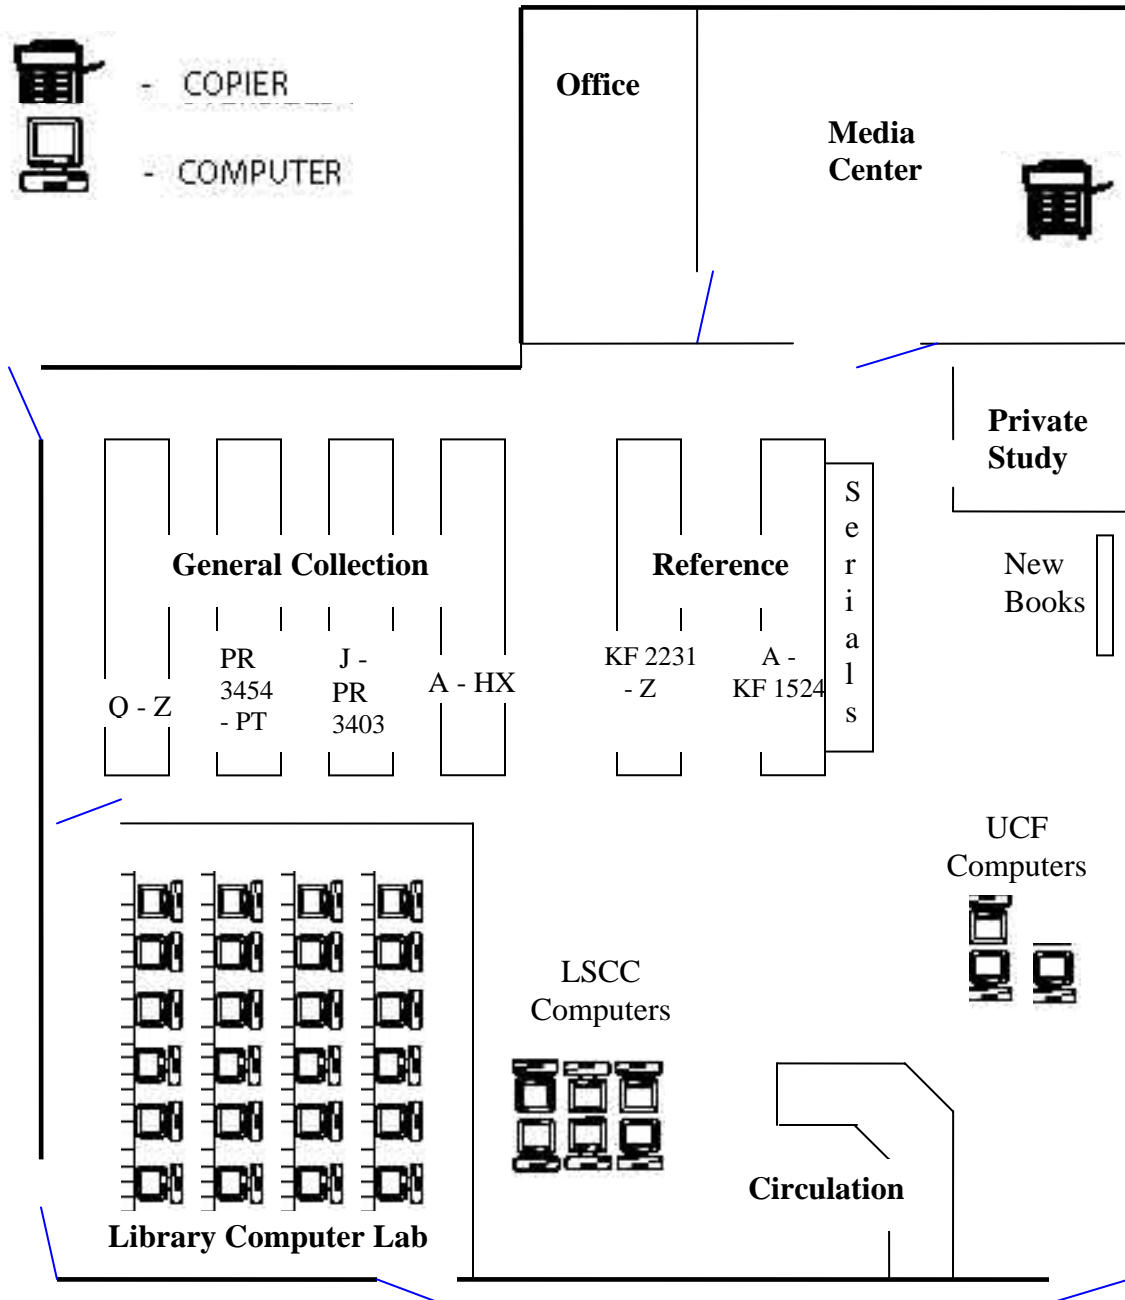 - COPIER
- COMPUTER
Office
Media
Center
Private
Study
Serials
General Collection
Reference
New
Books
Q - Z
PR
3454
- PT
J -
PR
3403
A - HX
KF 2231
- Z
A -
KF 1524
UCF
Computers
LSCC
Computers
Circulation
Library Computer Lab